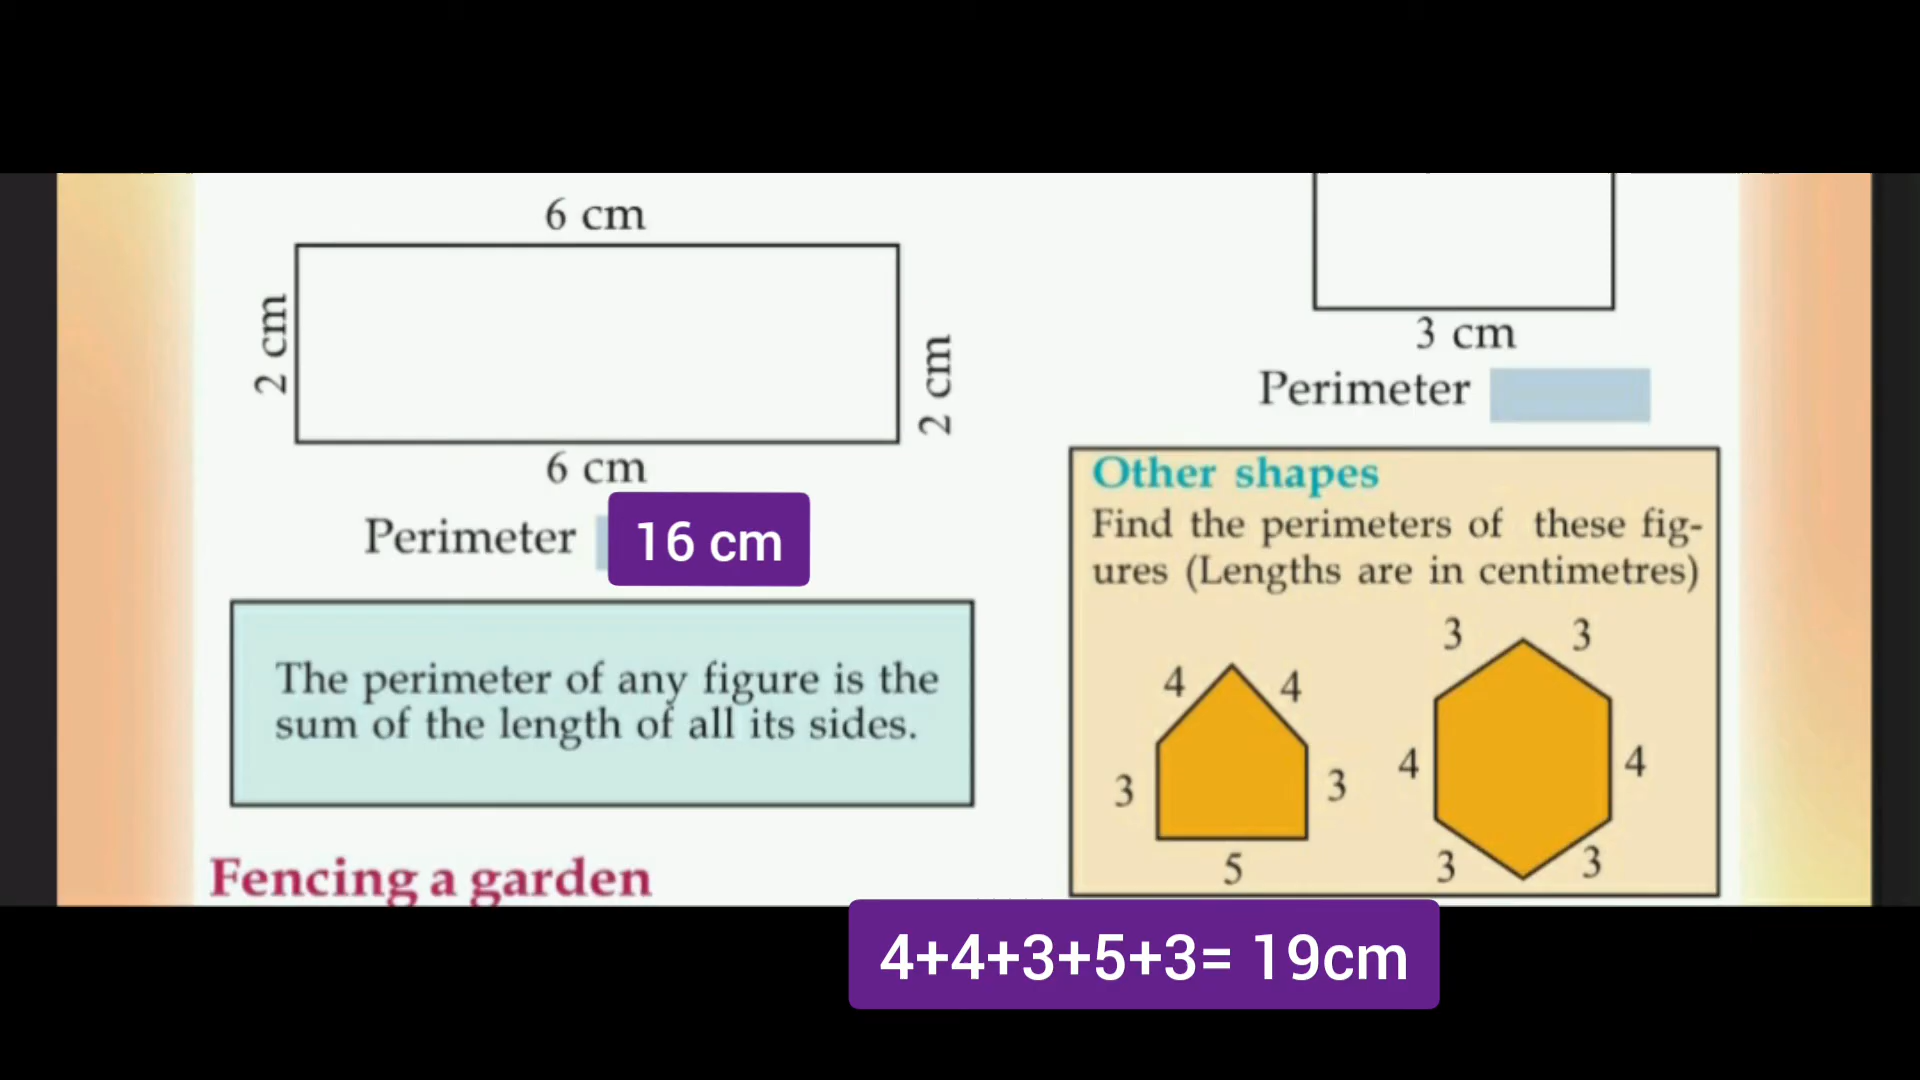 6 cm
2 cm
2 cm
6 cm
Perimeter
16 cm
The perimeter of any figure is the
sum of the length of all its sides.
Fencing a garden
3 cm
Perimeter
Other shapes
Find the perimeters of these fig-
ures (Lengths are in centimetres)
4
4
3
3
5
3
3
4
4
3
3
4+4+3+5+3= 19cm